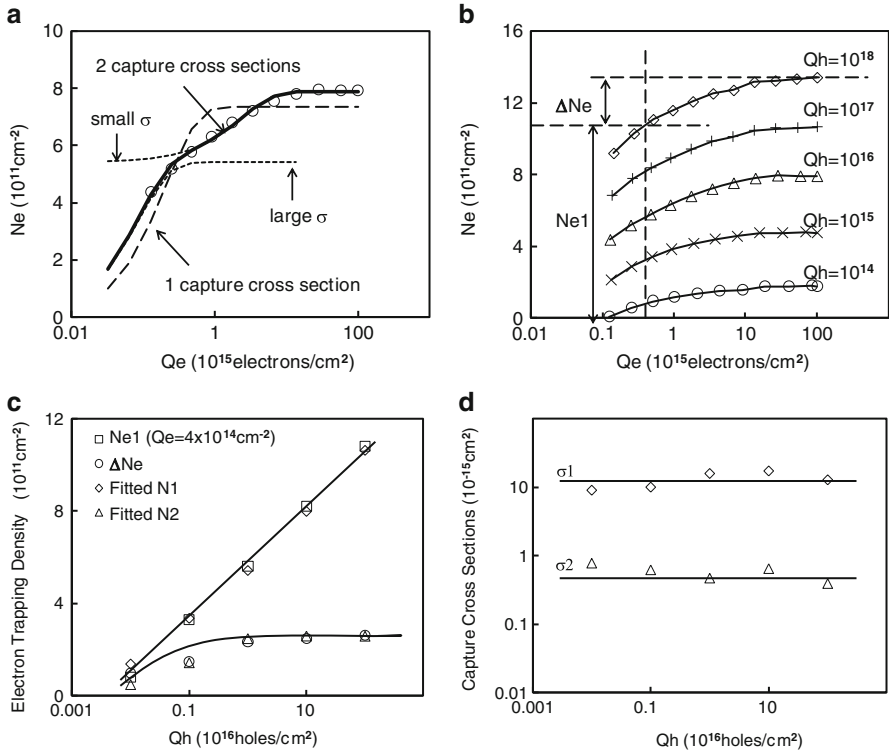 a
10
8
6
4
2
0
Ne (10¹¹cm⁻²)
2 capture cross sections
small σ
large σ
1 capture cross section
0.01
1
100
Qe (10¹⁵electrons/cm²)
b
16
12
8
4
0
Ne (10¹¹cm⁻²)
Qh=10¹⁸
ΔNe
Qh=10¹⁷
Qh=10¹⁶
Ne1
Qh=10¹⁵
Qh=10¹⁴
0.01
0.1
1
10
100
Qe (10¹⁵electrons/cm²)
c
12
8
4
0
Electron Trapping Density (10¹¹cm⁻²)
Ne1 (Qe=4x10¹⁴cm⁻²)
ΔNe
Fitted N1
Fitted N2
0.001
0.1
10
Qh (10¹⁶holes/cm²)
d
100
10
1
0.1
0.01
Capture Cross Sections (10⁻¹⁵cm²)
σ1
σ2
0.001
0.1
10
Qh (10¹⁶holes/cm²)